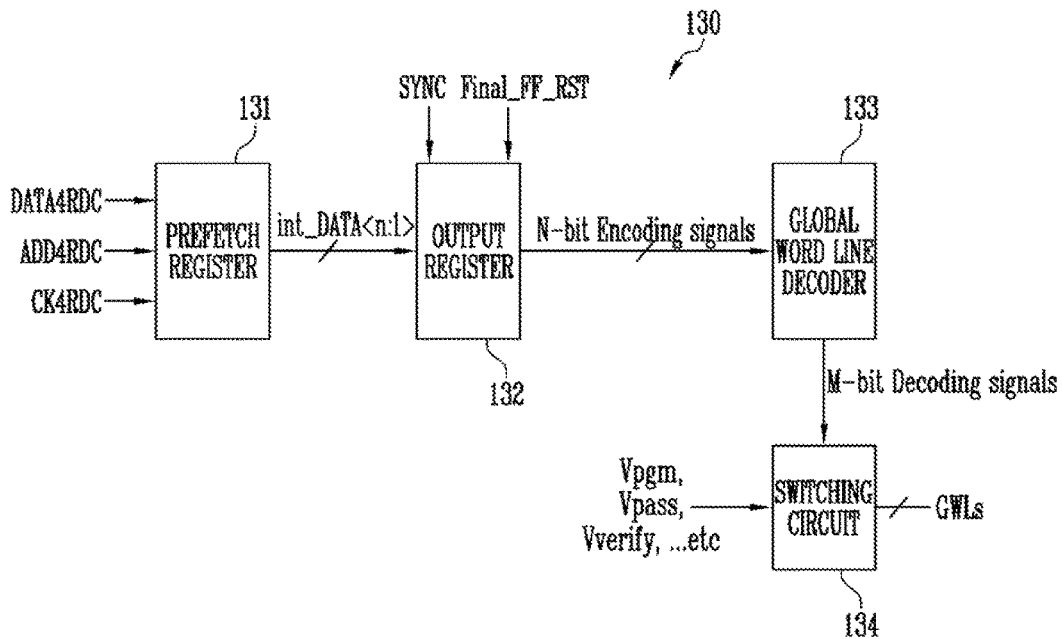 130
SYNC Final_FF_RST
131
133
DATA4RDC
ADD4RDC
CK4RDC
PREFETCH
REGISTER
int_DATA<n:1>
OUTPUT
REGISTER
N-bit Encoding signals
GLOBAL
WORD LINE
DECODER
132
M-bit Decoding signals
Vpgm,
Vpass,
Vverify, ...etc
SWITCHING
CIRCUIT
GWLs
134